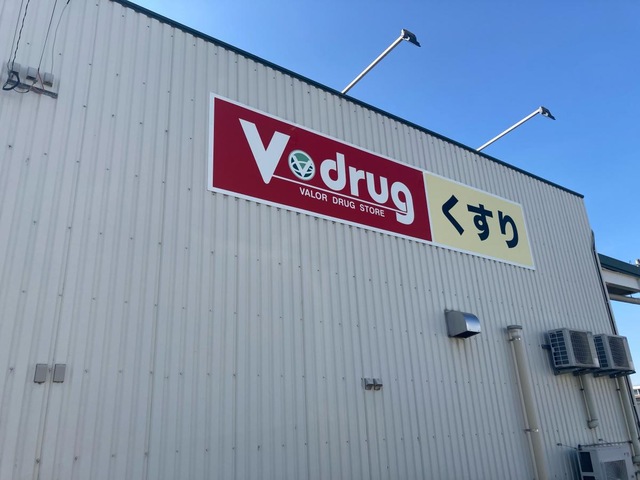 V drug
VALOR DRUG STORE
くすり